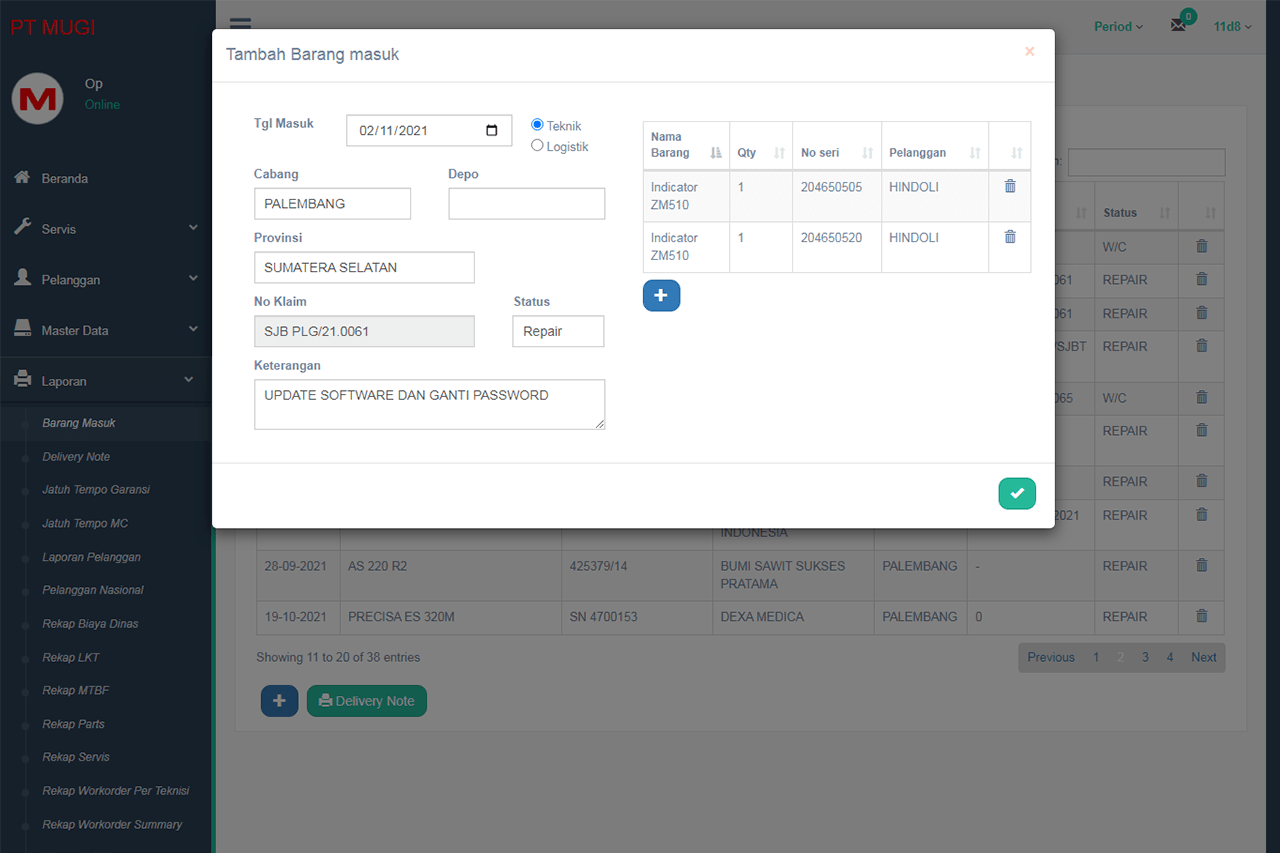 PT MUGI
Op
Online
Beranda
Servis
Pelanggan
Master Data
Laporan
Barang Masuk
Delivery Note
Jatuh Tempo Garansi
Jatuh Tempo MC
Laporan Pelanggan
Pelanggan Nasional
Rekap Biaya Dinas
Rekap LKT
Rekap MTBF
Rekap Parts
Rekap Servis
Rekap Workorder Per Teknisi
Rekap Workorder Summary
Period
0
11d8
Tambah Barang masuk
×
Tgl Masuk
02/11/2021
Teknik
Logistik
Cabang
Depo
PALEMBANG
Provinsi
SUMATERA SELATAN
No Klaim
Status
SJB PLG/21.0061
Repair
Keterangan
UPDATE SOFTWARE DAN GANTI PASSWORD
Nama Barang
Qty
No seri
Pelanggan
Indicator ZM510
1
204650505
HINDOLI
Indicator ZM510
1
204650520
HINDOLI
Status
W/C
061 REPAIR
061 REPAIR
/SJBT REPAIR
065 W/C
REPAIR
REPAIR
2021 REPAIR
INDONESIA
28-09-2021 AS 220 R2 425379/14 BUMI SAWIT SUKSES PRATAMA PALEMBANG - REPAIR
19-10-2021 PRECISA ES 320M SN 4700153 DEXA MEDICA PALEMBANG 0 REPAIR
Showing 11 to 20 of 38 entries
Previous 1 2 3 4 Next
Delivery Note